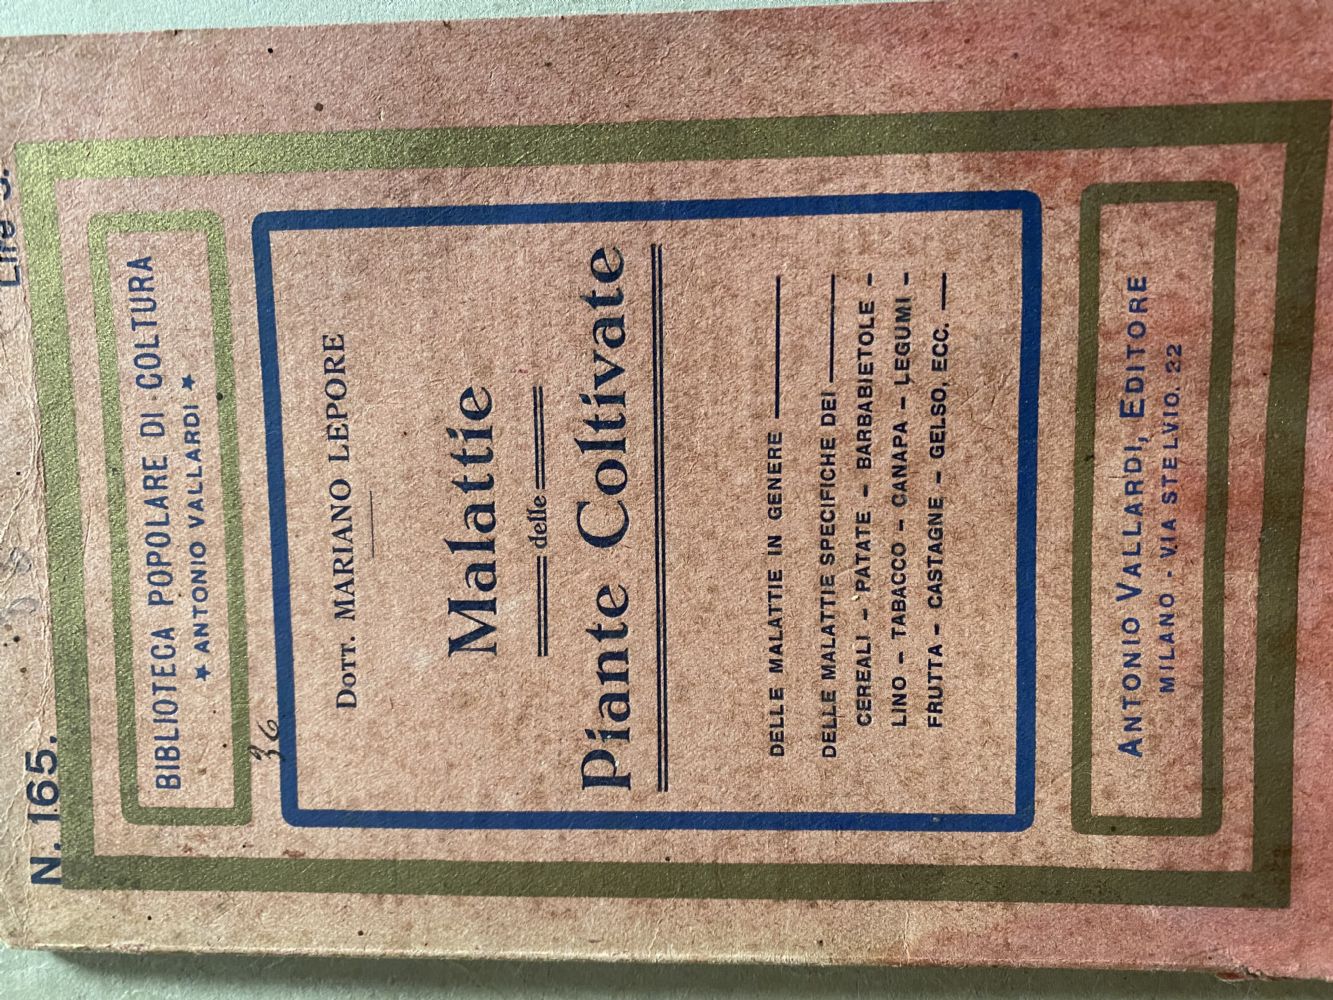 N. 165.
Lire 3.
BIBLIOTECA POPOLARE DI COLTURA
★ ANTONIO VALLARDI ★
36
DOTT. MARIANO LEPORE
Malattie
delle
Piante Coltivate
DELLE MALATTIE IN GENERE
DELLE MALATTIE SPECIFICHE DEI
CEREALI - PATATE - BARBABIETOLE -
LINO - TABACCO - CANAPA - LEGUMI -
FRUTTA - CASTAGNE - GELSO, ECC.
ANTONIO VALLARDI, EDITORE
MILANO - VIA STELVIO. 22